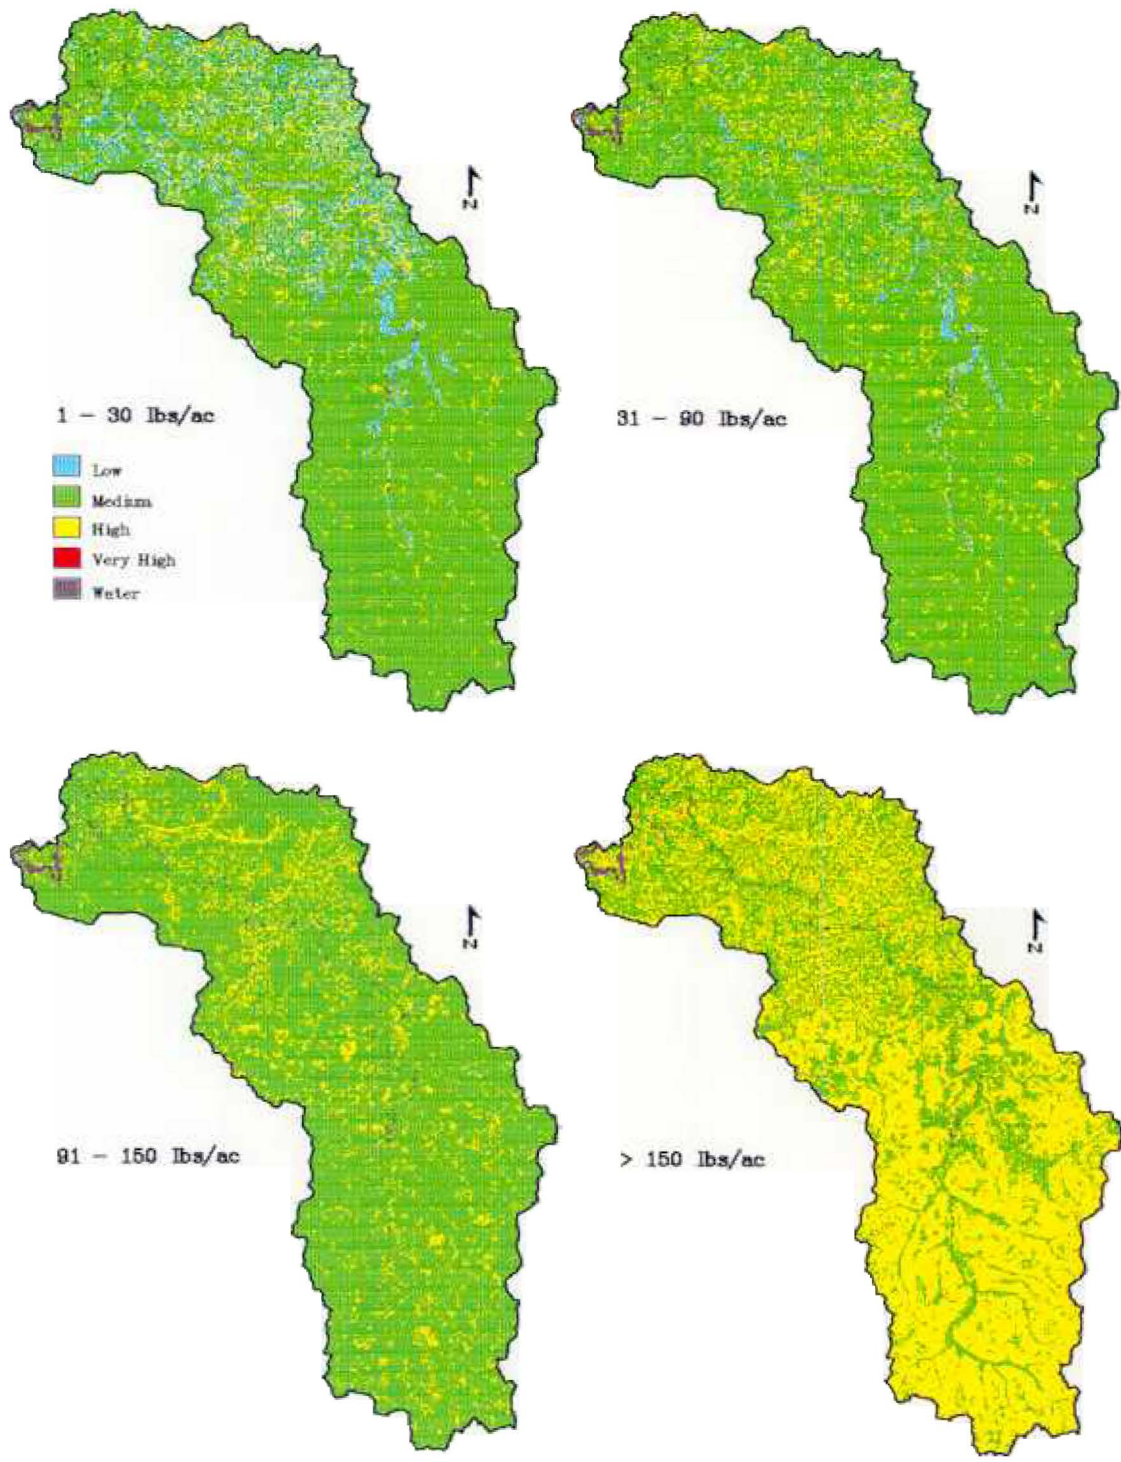 N
N
1 - 30 lbs/ac
31 - 90 lbs/ac
Low
Medium
High
Very High
Water
N
N
91 - 150 lbs/ac
> 150 lbs/ac